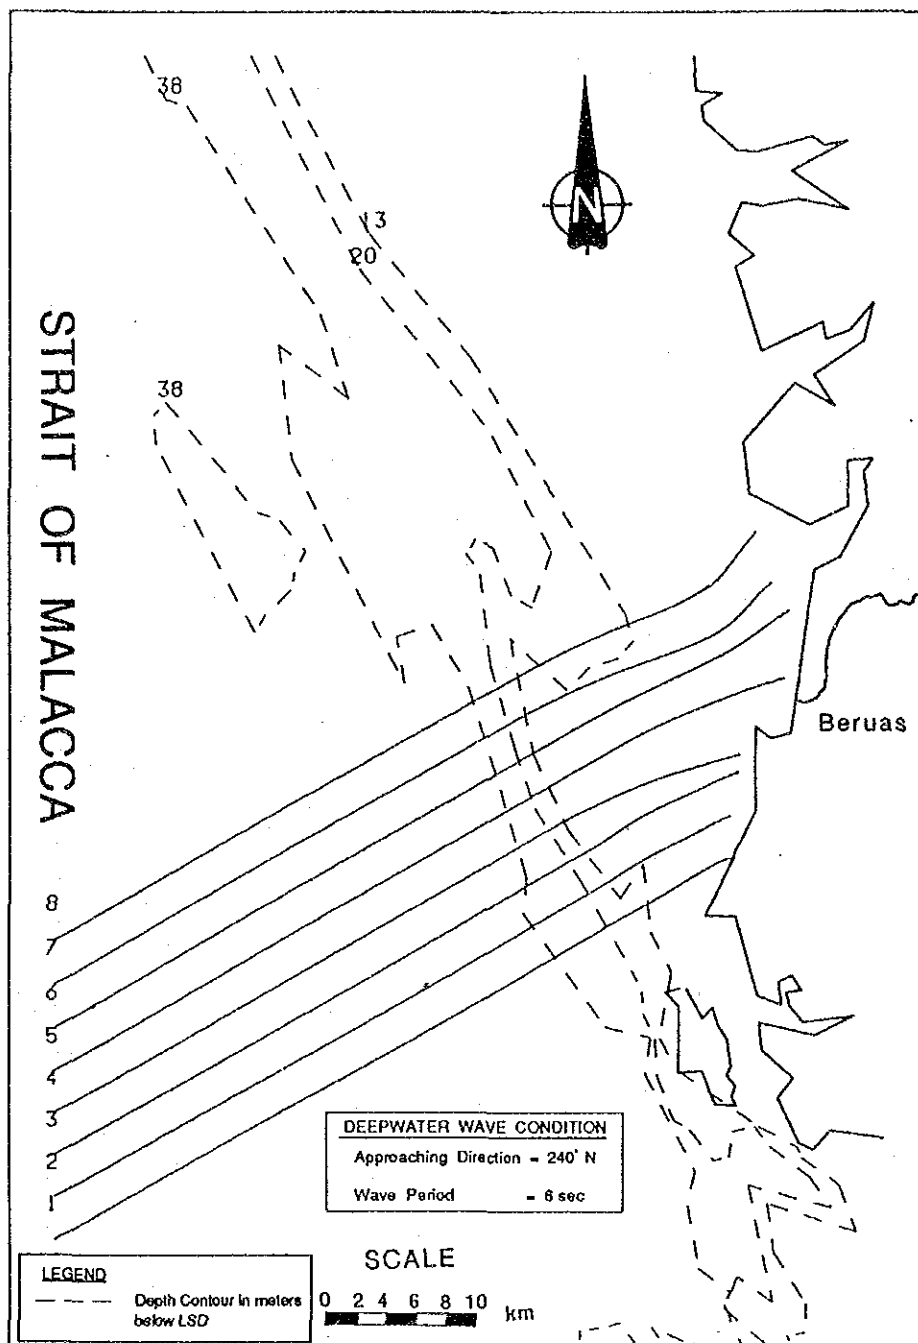 38
13
20
N
38
STRAIT OF MALACCA
Beruas
8
7
6
5
4
3
2
1
DEEPWATER WAVE CONDITION
Approaching Direction = 240° N
Wave Period = 6 sec
SCALE
0 2 4 6 8 10 km
LEGEND
Depth Contour in meters
below LSD